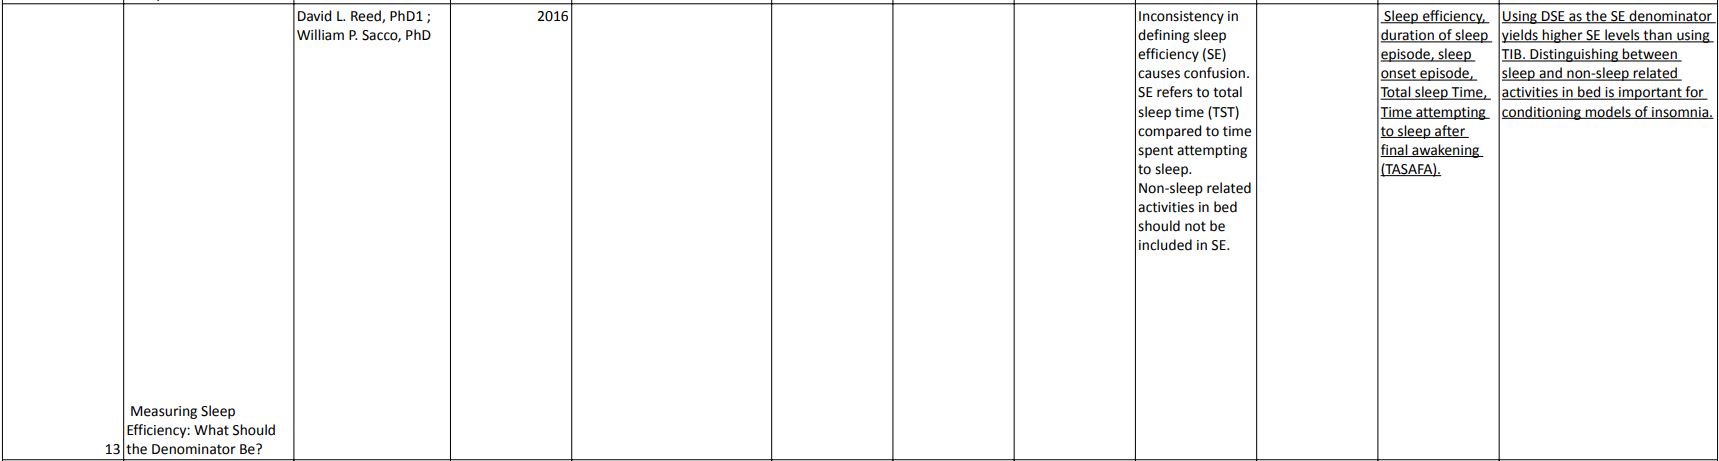 David L. Reed, PhD1 ;
William P. Sacco, PhD
2016
Inconsistency in
defining sleep
efficiency (SE)
causes confusion.
SE refers to total
sleep time (TST)
compared to time
spent attempting
to sleep.
Non-sleep related
activities in bed
should not be
included in SE.
Sleep efficiency,
duration of sleep
episode, sleep
onset episode,
Total sleep Time,
Time attempting
to sleep after
final awakening
(TASAFA).
Using DSE as the SE denominator
yields higher SE levels than using
TIB. Distinguishing between
sleep and non-sleep related
activities in bed is important for
conditioning models of insomnia.
13
Measuring Sleep
Efficiency: What Should
the Denominator Be?